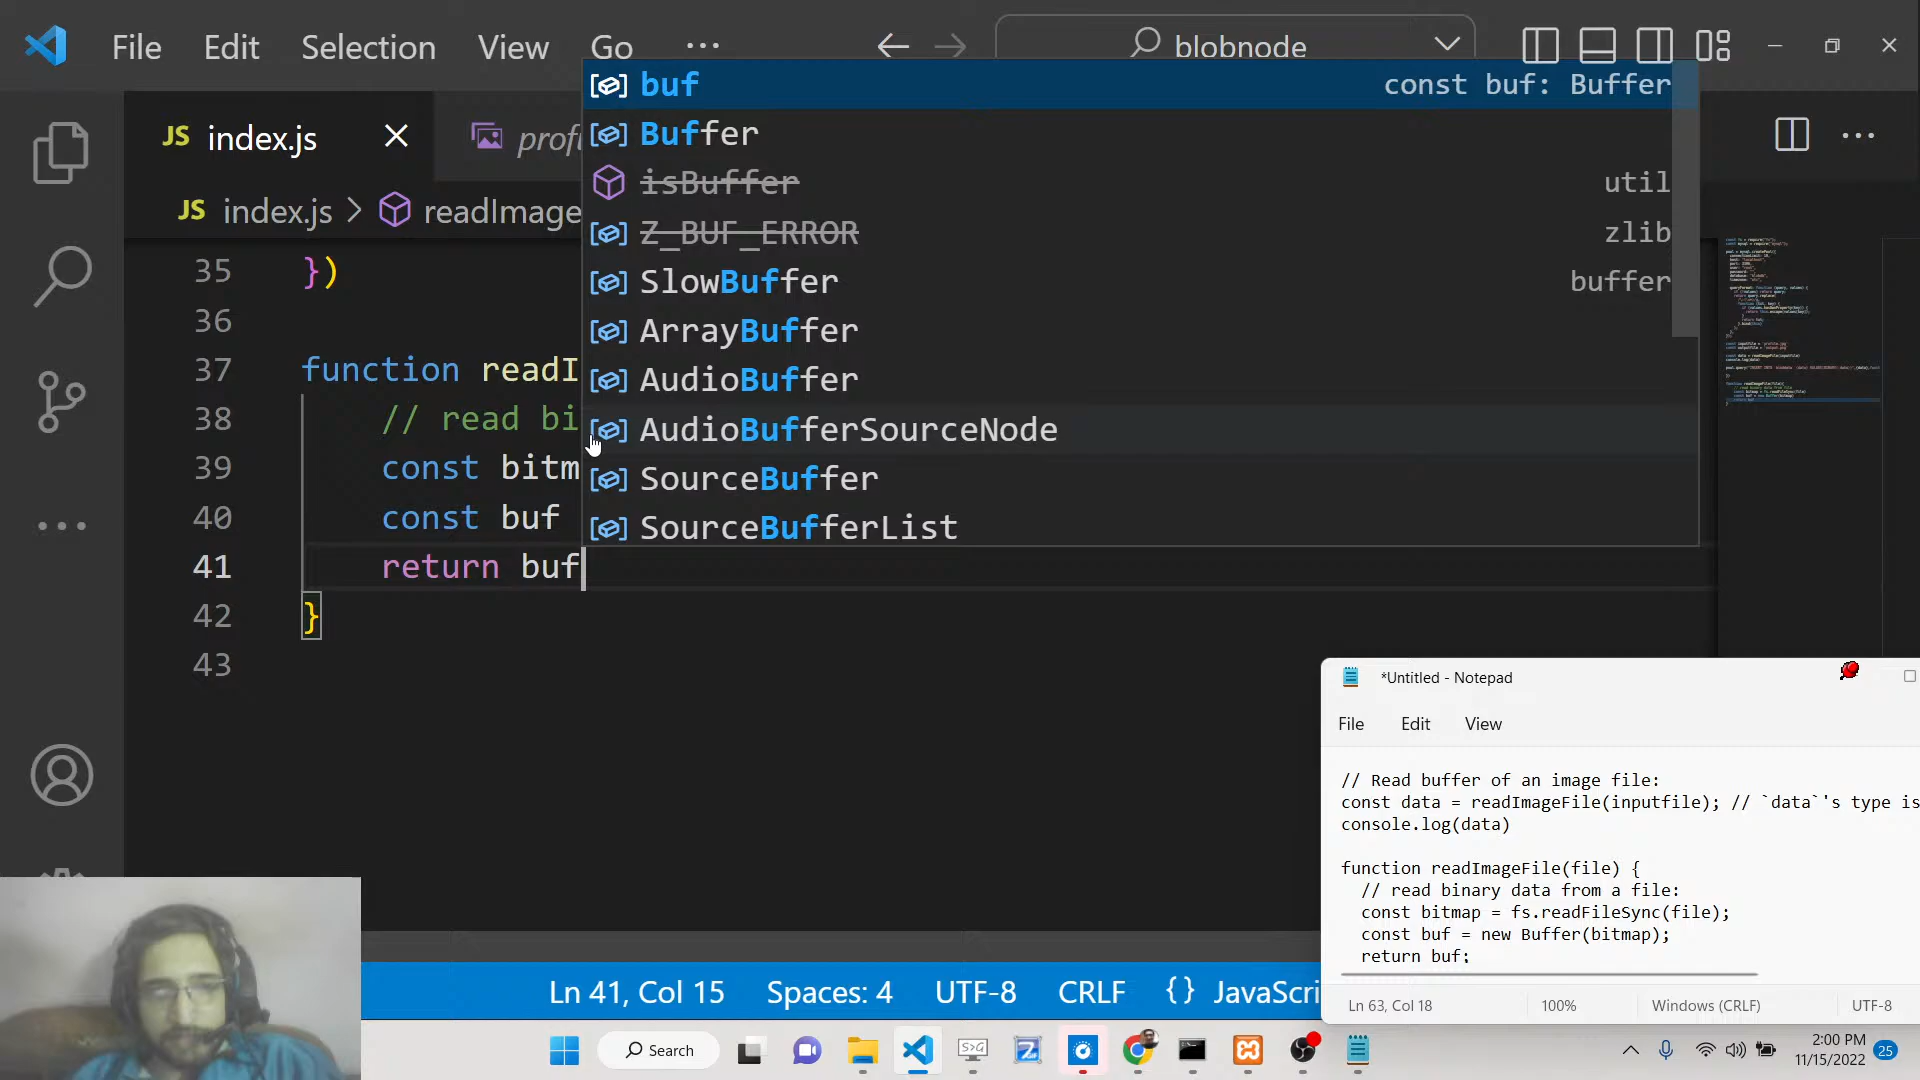 File Edit Selection View Go ... blobnode
JS index.js
JS index.js > readImage
buf const buf: Buffer
Buffer
isBuffer util
Z_BUF_ERROR zlib
SlowBuffer buffer
ArrayBuffer
AudioBuffer
AudioBufferSourceNode
SourceBuffer
SourceBufferList
35 })
36
37 function readI
38 // read bi
39 const bitm
40 const buf
41 return buf
42 }
43
*Untitled - Notepad
File Edit View
// Read buffer of an image file:
const data = readImageFile(inputfile); // `data`'s type is
console.log(data)
function readImageFile(file) {
// read binary data from a file:
const bitmap = fs.readFileSync(file);
const buf = new Buffer(bitmap);
return buf;
Ln 63, Col 18 100% Windows (CRLF) UTF-8
Ln 41, Col 15 Spaces: 4 UTF-8 CRLF {} JavaScri
Search
2:00 PM
11/15/2022 25